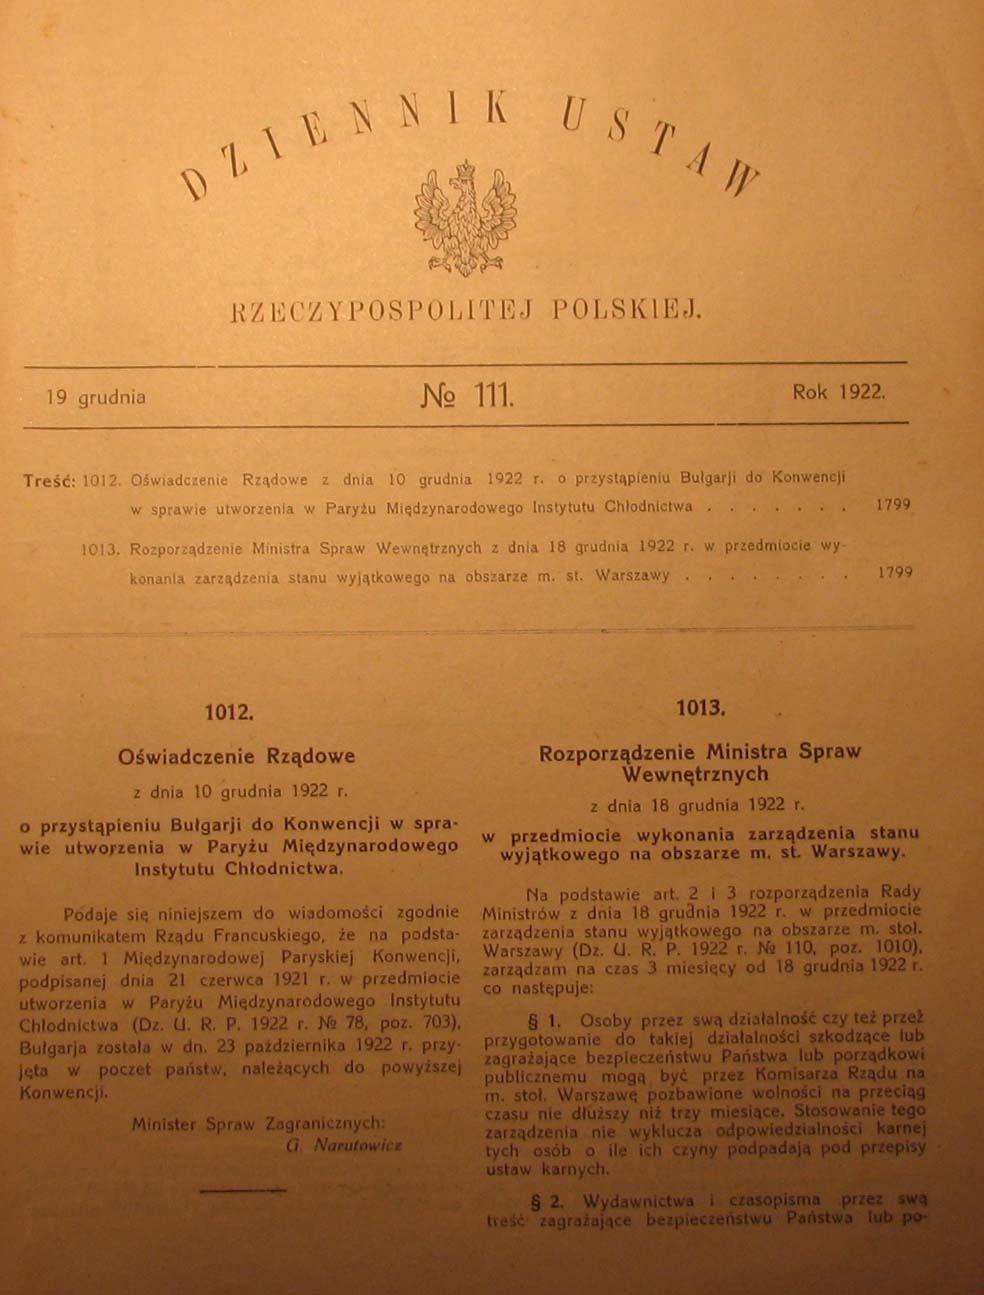 DZIENNIK USTAW
RZECZYPOSPOLITEJ POLSKIEJ.
19 grudnia
№ 111.
Rok 1922.
Treść: 1012. Oświadczenie Rządowe z dnia 10 grudnia 1922 r. o przystąpieniu Bułgarji do Konwencji
w sprawie utworzenia w Paryżu Międzynarodowego Instytutu Chłodnictwa . . . . . . . 1799
1013. Rozporządzenie Ministra Spraw Wewnętrznych z dnia 18 grudnia 1922 r. w przedmiocie wy-
konania zarządzenia stanu wyjątkowego na obszarze m. st. Warszawy . . . . . . . . 1799
1012.
Oświadczenie Rządowe
z dnia 10 grudnia 1922 r.
o przystąpieniu Bułgarji do Konwencji w spra-
wie utworzenia w Paryżu Międzynarodowego
Instytutu Chłodnictwa.
Podaje się niniejszem do wiadomości zgodnie
z komunikatem Rządu Francuskiego, że na podsta-
wie art. 1 Międzynarodowej Paryskiej Konwencji,
podpisanej dnia 21 czerwca 1921 r. w przedmiocie
utworzenia w Paryżu Międzynarodowego Instytutu
Chłodnictwa (Dz. U. R. P. 1922 r. № 78, poz. 703),
Bułgarja została w dn. 23 października 1922 r. przy-
jęta w poczet państw, należących do powyższej
Konwencji.
Minister Spraw Zagranicznych:
G. Narutowicz
1013.
Rozporządzenie Ministra Spraw
Wewnętrznych
z dnia 18 grudnia 1922 r.
w przedmiocie wykonania zarządzenia stanu
wyjątkowego na obszarze m. st. Warszawy.
Na podstawie art. 2 i 3 rozporządzenia Rady
Ministrów z dnia 18 grudnia 1922 r. w przedmiocie
zarządzenia stanu wyjątkowego na obszarze m. stoł.
Warszawy (Dz. U. R. P. 1922 r. № 110, poz. 1010),
zarządzam na czas 3 miesięcy od 18 grudnia 1922 r.
co następuje:
§ 1. Osoby przez swą działalność czy też przez
przygotowanie do takiej działalności szkodzące lub
zagrażające bezpieczeństwu Państwa lub porządkowi
publicznemu mogą być przez Komisarza Rządu na
m. stoł. Warszawę pozbawione wolności na przeciąg
czasu nie dłuższy niż trzy miesiące. Stosowanie tego
zarządzenia nie wyklucza odpowiedzialności karnej
tych osób o ile ich czyny podpadają pod przepisy
ustaw karnych.
§ 2. Wydawnictwa i czasopisma przez swą
treść zagrażające bezpieczeństwu Państwa lub po-